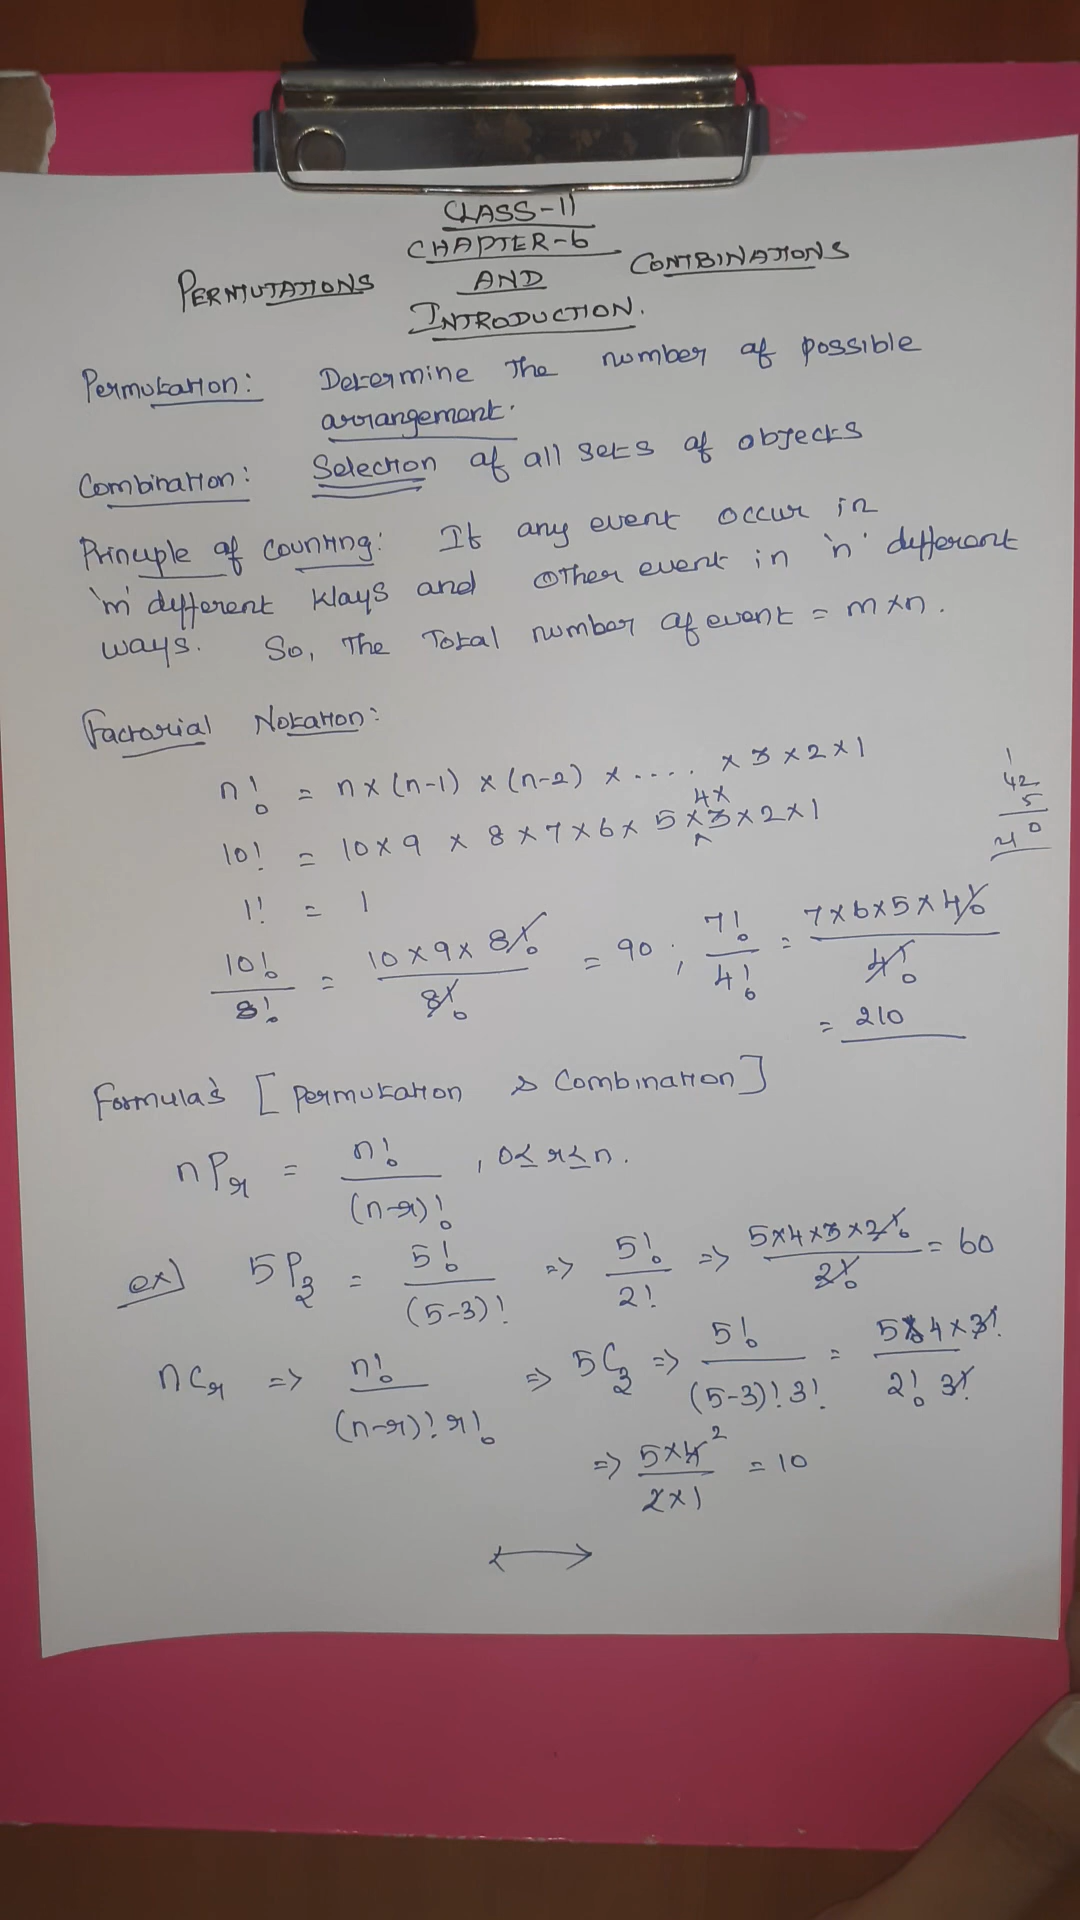 CLASS-11
CHAPTER-6
PERMUTATIONS AND COMBINATIONS
INTRODUCTION.
Permutation: Determine The number of possible
arrangement.
Combination: Selection of all sets of objects
Principle of Counting: If any event occur in
'm' different ways and other event in 'n' different
ways. So, The Total number of event = m×n.
Factorial Notation:
n! = n×(n-1)×(n-2)×.... ×3×2×1
10! = 10×9×8×7×6×5×4×3×2×1
1! = 1
10!/8! = 10×9×8!/8! = 90; 7!/4! = 7×6×5×4!/4!
= 210
1
42
5
210
Formula's [Permutation & Combination]
nPr = n!/(n-r)!, 0≤r≤n.
ex) 5P3 = 5!/(5-3)! => 5!/2! => 5×4×3×2!/2! = 60
nCr => n!/(n-r)!r! => 5C3 => 5!/(5-3)!3! = 5×4×3!/2!3!
=> 5×4 2/2×1 = 10